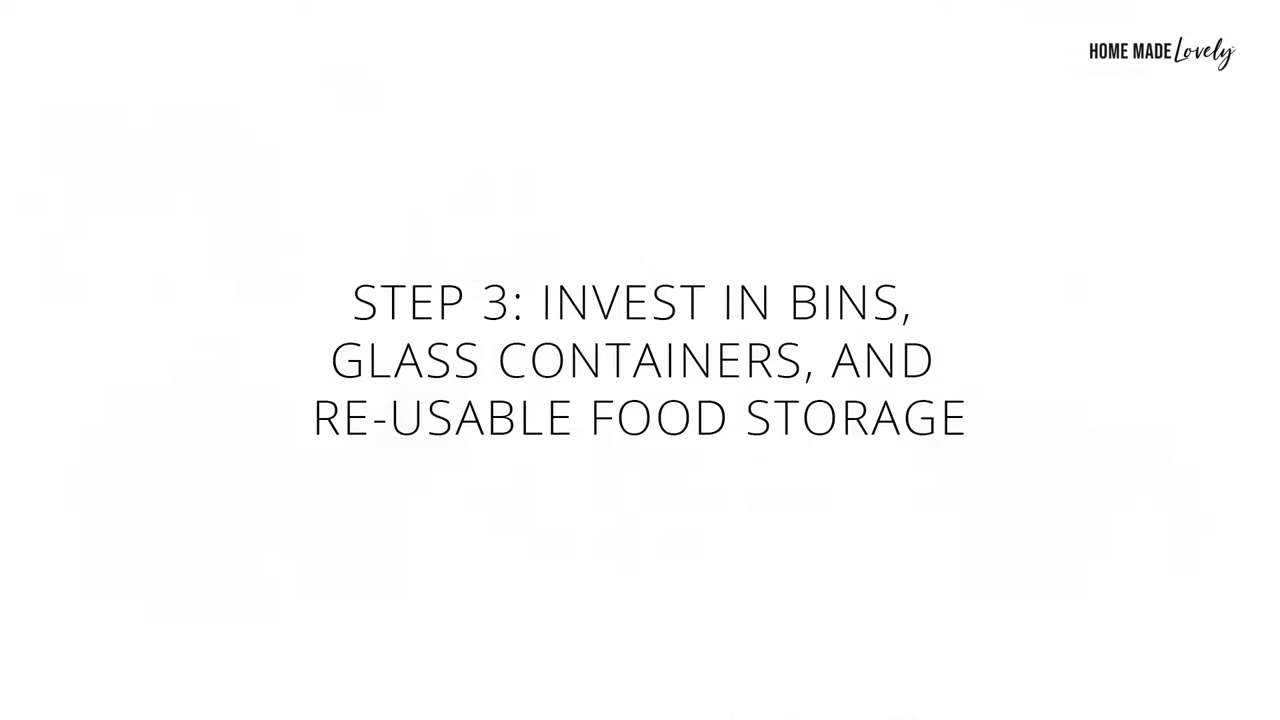 HOME MADE Lovely
STEP 3: INVEST IN BINS,
GLASS CONTAINERS, AND
RE-USABLE FOOD STORAGE